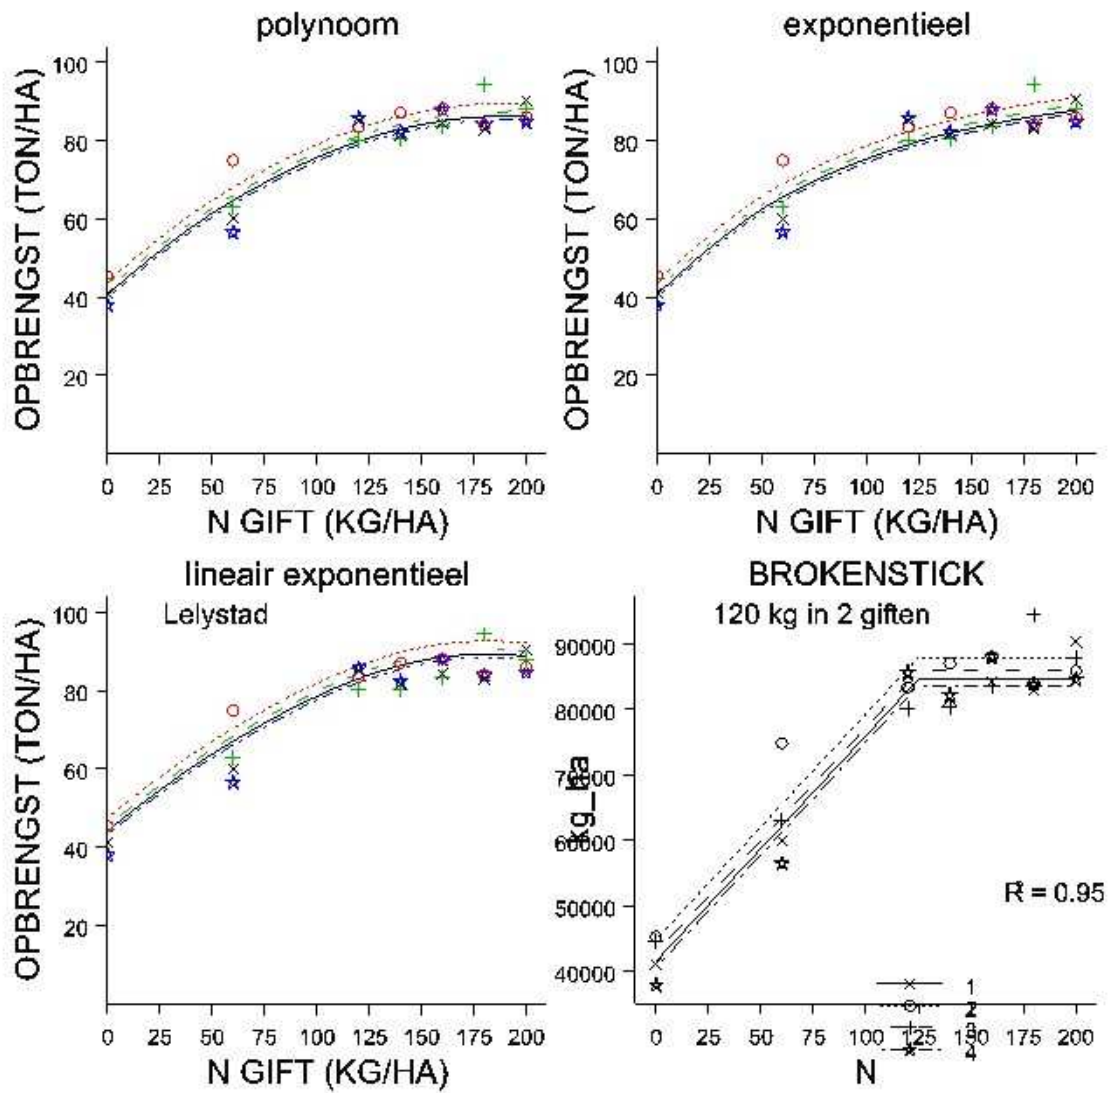 polynoom
OPBRENGST (TON/HA)
100
80
60
40
20
0 25 50 75 100 125 150 175 200
N GIFT (KG/HA)
exponentieel
OPBRENGST (TON/HA)
100
80
60
40
20
0 25 50 75 100 125 150 175 200
N GIFT (KG/HA)
lineair exponentieel
Lelystad
OPBRENGST (TON/HA)
100
80
60
40
20
0 25 50 75 100 125 150 175 200
N GIFT (KG/HA)
BROKENSTICK
120 kg in 2 giften
kg_ha
90000
80000
70000
60000
50000
40000
R² = 0.95
1
2
3
4
0 25 50 75 100 125 150 175 200
N